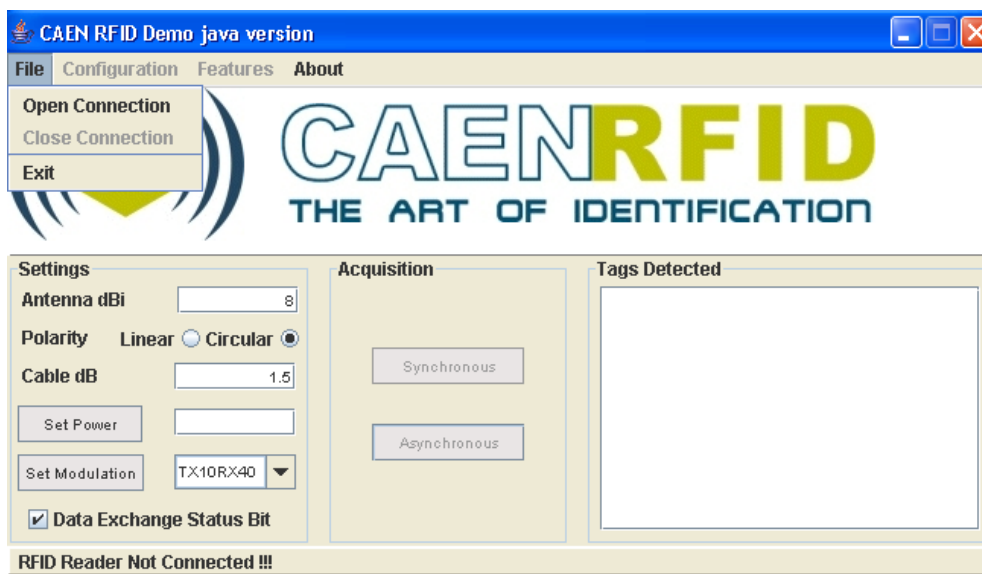 CAEN RFID Demo java version
File Configuration Features About
Open Connection
Close Connection
Exit
CAENRFID
THE ART OF IDENTIFICATION
Settings
Antenna dBi 8
Polarity Linear Circular
Cable dB 1.5
Set Power
Set Modulation TX10RX40
Data Exchange Status Bit
Acquisition
Synchronous
Asynchronous
Tags Detected
RFID Reader Not Connected !!!